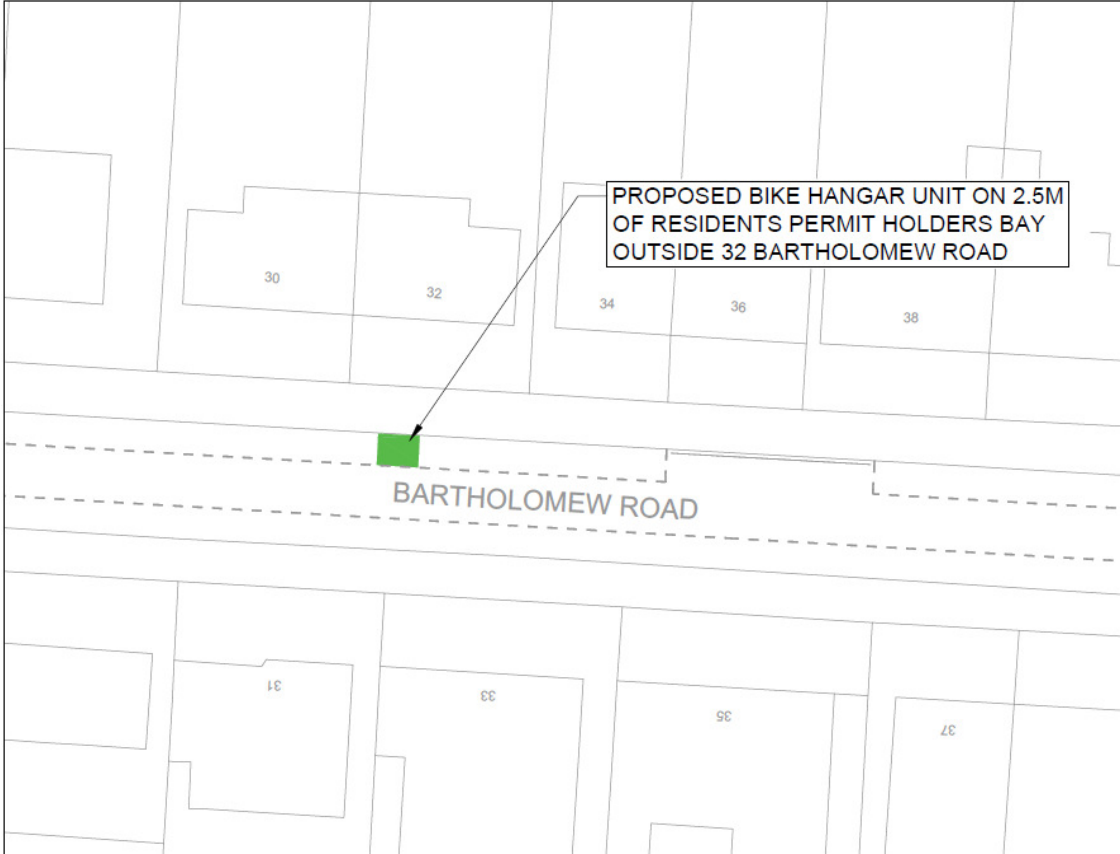 PROPOSED BIKE HANGAR UNIT ON 2.5M
OF RESIDENTS PERMIT HOLDERS BAY
OUTSIDE 32 BARTHOLOMEW ROAD
30
32
34
36
38
BARTHOLOMEW ROAD
31
33
35
37